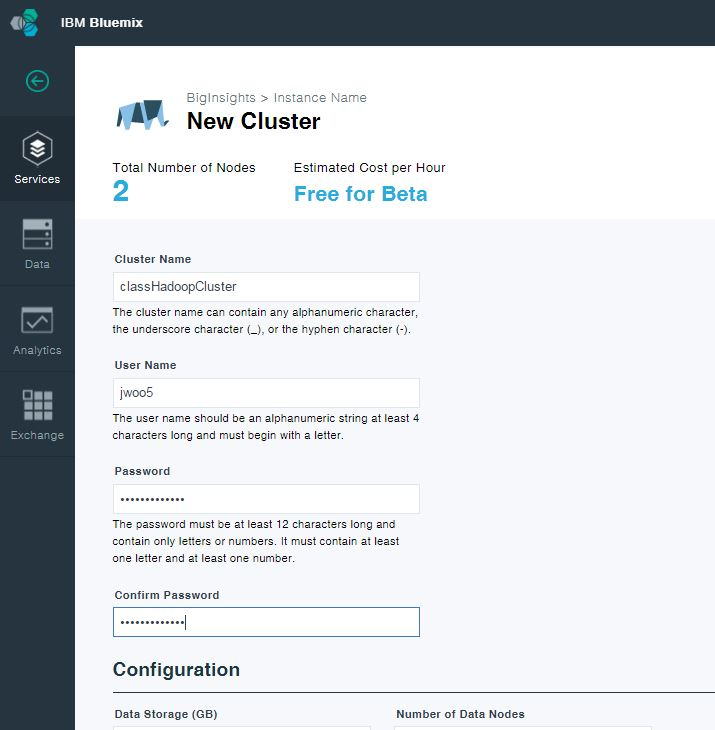 IBM Bluemix
BigInsights > Instance Name
New Cluster
Total Number of Nodes
2
Estimated Cost per Hour
Free for Beta
Services
Data
Analytics
Exchange
Cluster Name
classHadoopCluster
The cluster name can contain any alphanumeric character,
the underscore character (_), or the hyphen character (-).
User Name
jwoo5
The user name should be an alphanumeric string at least 4
characters long and must begin with a letter.
Password
•••••••••••••
The password must be at least 12 characters long and
contain only letters or numbers. It must contain at least
one letter and at least one number.
Confirm Password
•••••••••••••
Configuration
Data Storage (GB)
Number of Data Nodes